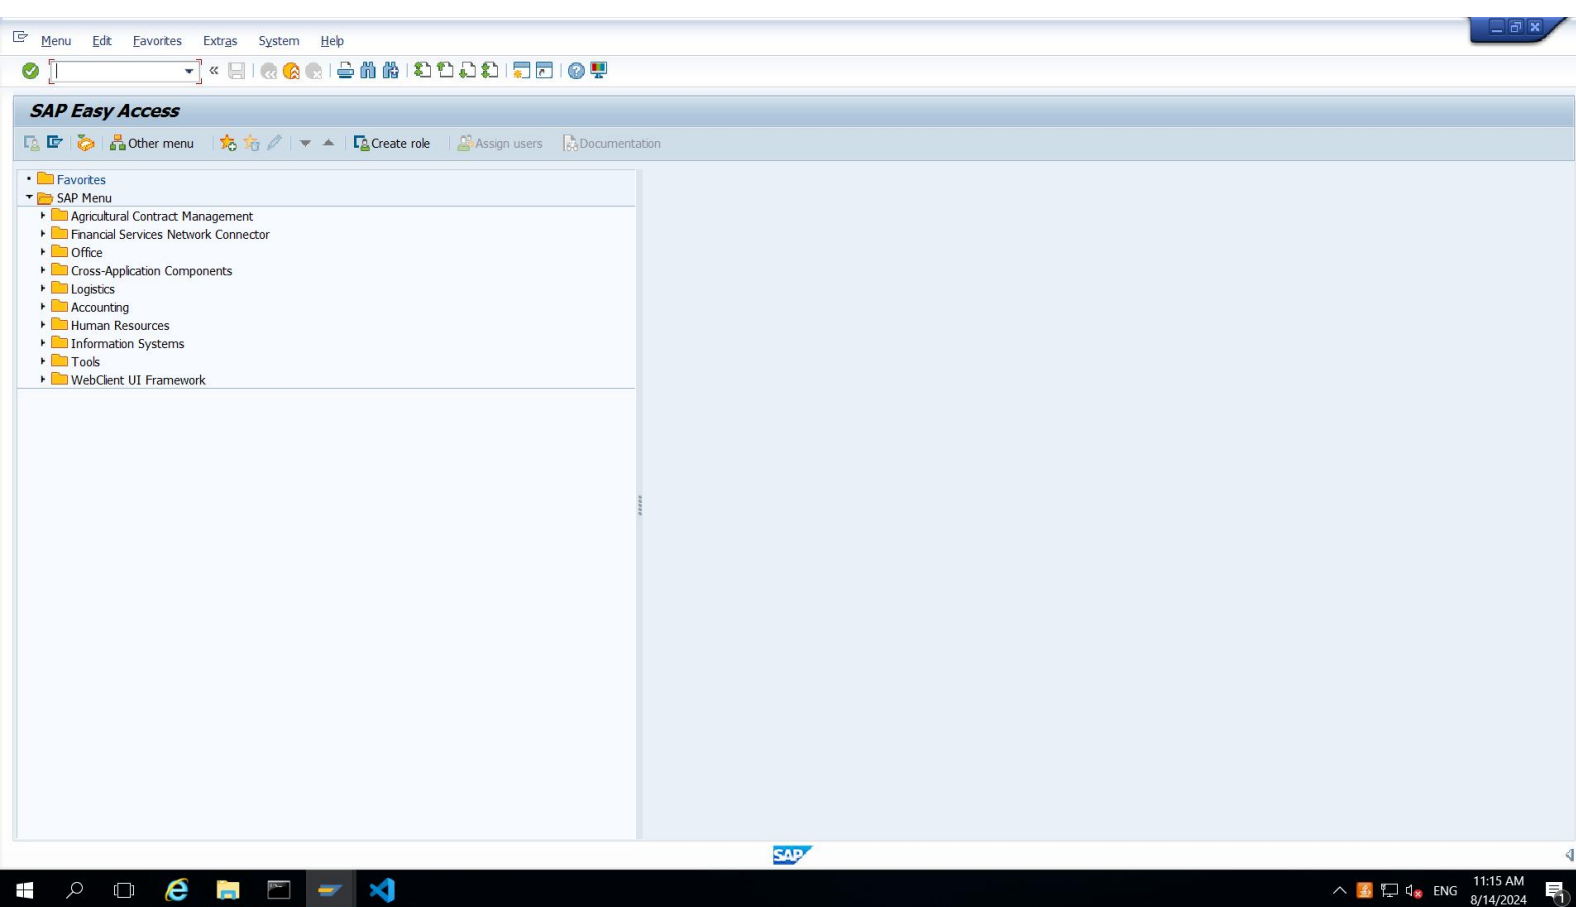 Menu Edit Favorites Extras System Help
SAP Easy Access
Other menu Create role Assign users Documentation
Favorites
SAP Menu
Agricultural Contract Management
Financial Services Network Connector
Office
Cross-Application Components
Logistics
Accounting
Human Resources
Information Systems
Tools
WebClient UI Framework
SAP
ENG
11:15 AM
8/14/2024
1